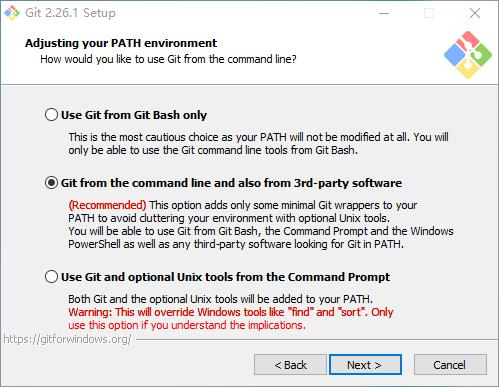 Git 2.26.1 Setup
Adjusting your PATH environment
How would you like to use Git from the command line?
Use Git from Git Bash only
This is the most cautious choice as your PATH will not be modified at all. You will
only be able to use the Git command line tools from Git Bash.
Git from the command line and also from 3rd-party software
(Recommended) This option adds only some minimal Git wrappers to your
PATH to avoid cluttering your environment with optional Unix tools.
You will be able to use Git from Git Bash, the Command Prompt and the Windows
PowerShell as well as any third-party software looking for Git in PATH.
Use Git and optional Unix tools from the Command Prompt
Both Git and the optional Unix tools will be added to your PATH.
Warning: This will override Windows tools like "find" and "sort". Only
use this option if you understand the implications.
https://gitforwindows.org/
< Back Next > Cancel